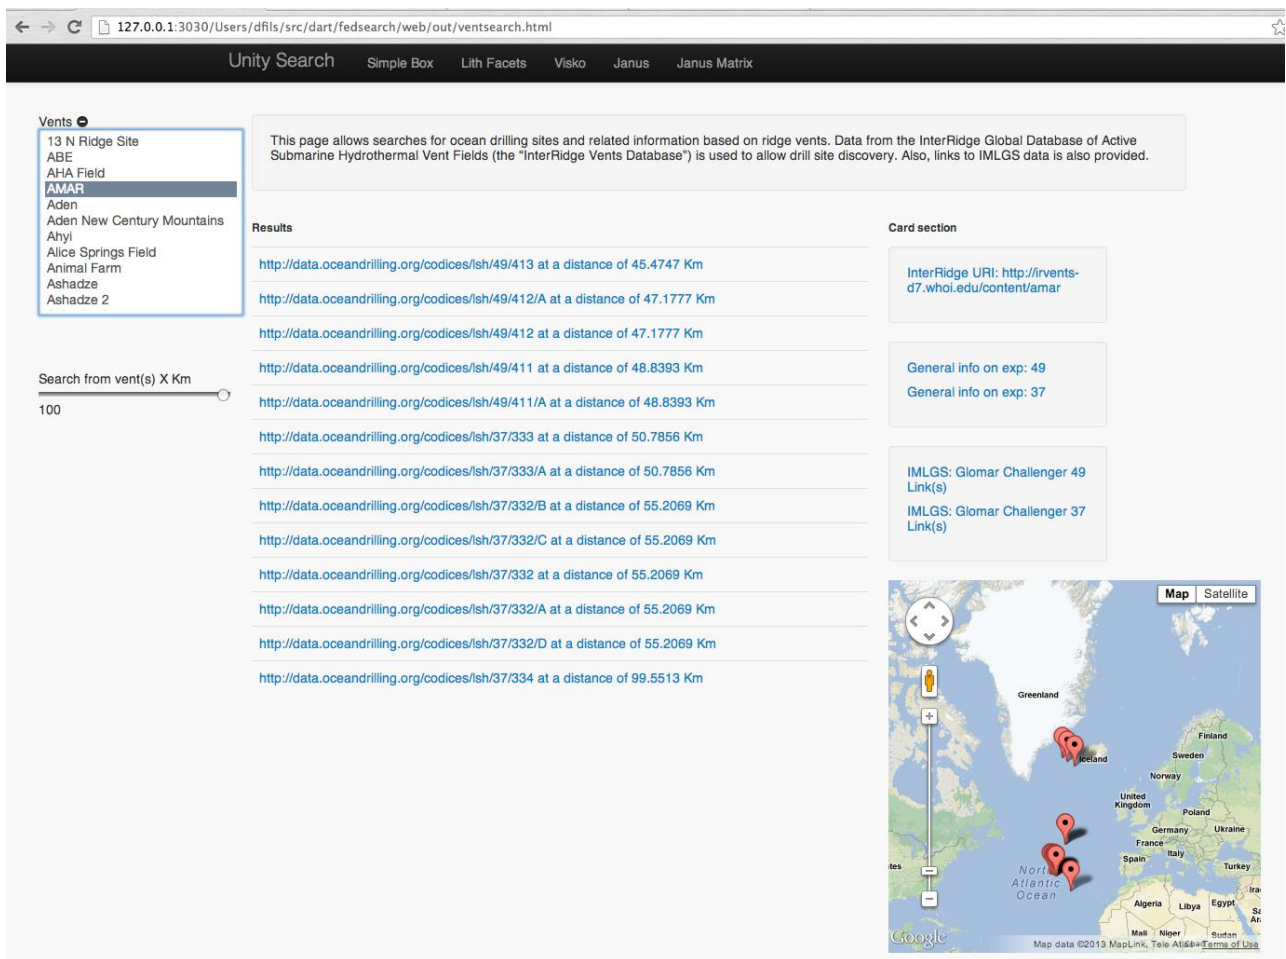 127.0.0.1:3030/Users/dfils/src/dart/fedsearch/web/out/ventsearch.html
Unity Search Simple Box Lith Facets Visko Janus Janus Matrix
Vents
13 N Ridge Site
ABE
AHA Field
AMAR
Aden
Aden New Century Mountains
Ahyi
Alice Springs Field
Animal Farm
Ashadze
Ashadze 2
Search from vent(s) X Km
100
This page allows searches for ocean drilling sites and related information based on ridge vents. Data from the InterRidge Global Database of Active
Submarine Hydrothermal Vent Fields (the “InterRidge Vents Database”) is used to allow drill site discovery. Also, links to IMLGS data is also provided.
Results
http://data.oceandrilling.org/codices/lsh/49/413 at a distance of 45.4747 Km
http://data.oceandrilling.org/codices/lsh/49/412/A at a distance of 47.1777 Km
http://data.oceandrilling.org/codices/lsh/49/412 at a distance of 47.1777 Km
http://data.oceandrilling.org/codices/lsh/49/411 at a distance of 48.8393 Km
http://data.oceandrilling.org/codices/lsh/49/411/A at a distance of 48.8393 Km
http://data.oceandrilling.org/codices/lsh/37/333 at a distance of 50.7856 Km
http://data.oceandrilling.org/codices/lsh/37/333/A at a distance of 50.7856 Km
http://data.oceandrilling.org/codices/lsh/37/332/B at a distance of 55.2069 Km
http://data.oceandrilling.org/codices/lsh/37/332/C at a distance of 55.2069 Km
http://data.oceandrilling.org/codices/lsh/37/332 at a distance of 55.2069 Km
http://data.oceandrilling.org/codices/lsh/37/332/A at a distance of 55.2069 Km
http://data.oceandrilling.org/codices/lsh/37/332/D at a distance of 55.2069 Km
http://data.oceandrilling.org/codices/lsh/37/334 at a distance of 99.5513 Km
Card section
InterRidge URI: http://irvents-
d7.whoi.edu/content/amar
General info on exp: 49
General info on exp: 37
IMLGS: Glomar Challenger 49
Link(s)
IMLGS: Glomar Challenger 37
Link(s)
Map Satellite
Greenland
Finland
Iceland
Sweden
Norway
United
Kingdom
Poland
Germany Ukraine
France
Italy
Spain
Turkey
North
Atlantic
Ocean
Algeria Libya Egypt
Mali Niger Sudan
Google
Map data ©2013 MapLink, Tele Atlas Terms of Use